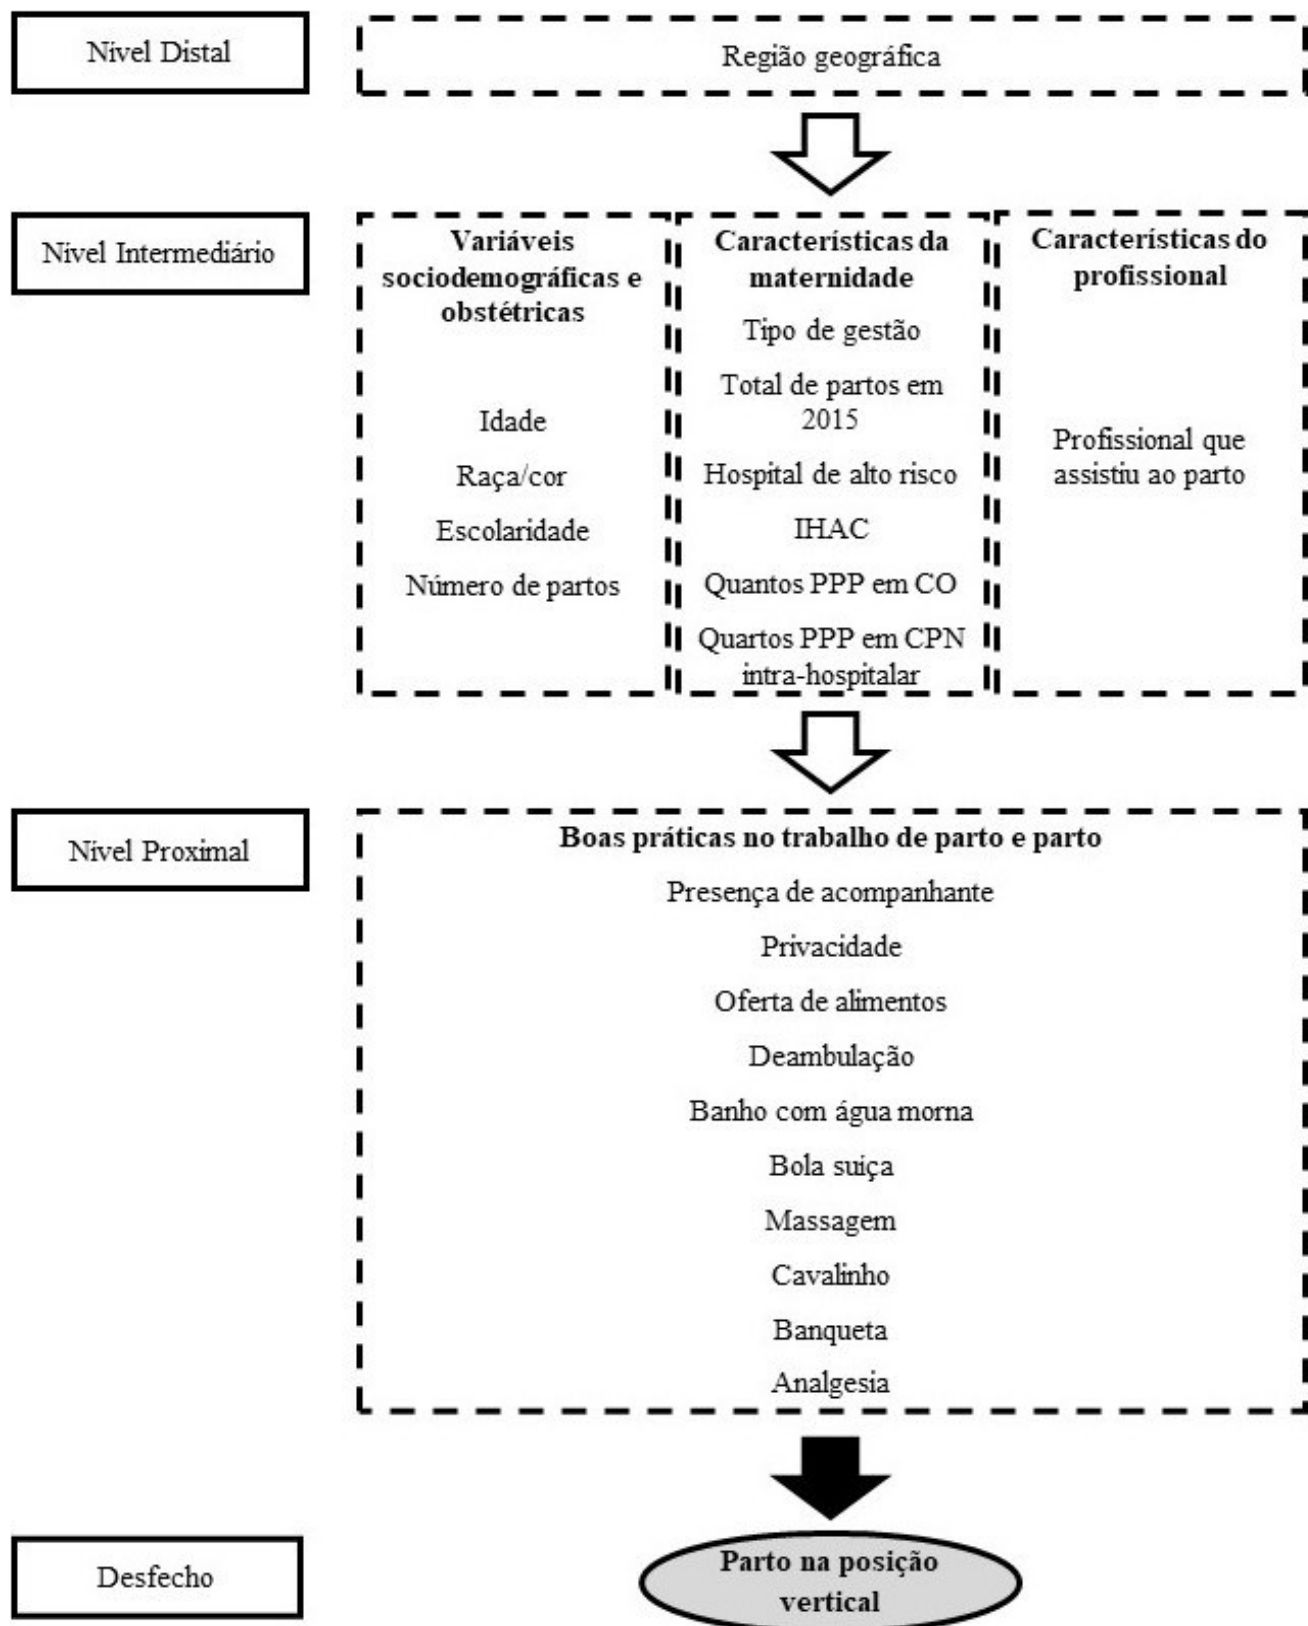 Nível Distal
Região geográfica
Nível Intermediário
Variáveis
sociodemográficas e
obstétricas
Idade
Raça/cor
Escolaridade
Número de partos
Características da
maternidade
Tipo de gestão
Total de partos em
2015
Hospital de alto risco
IHAC
Quantos PPP em CO
Quartos PPP em CPN
intra-hospitalar
Características do
profissional
Profissional que
assistiu ao parto
Nível Proximal
Boas práticas no trabalho de parto e parto
Presença de acompanhante
Privacidade
Oferta de alimentos
Deambulação
Banho com água morna
Bola suiça
Massagem
Cavalinho
Banqueta
Analgesia
Desfecho
Parto na posição
vertical